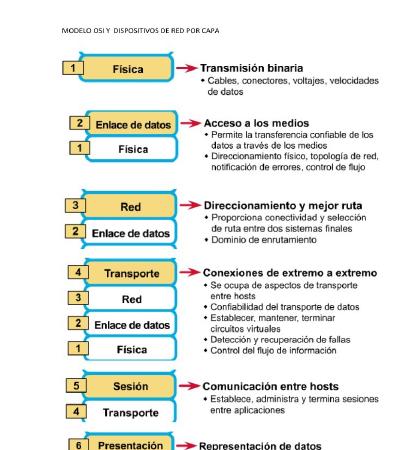 MODELO OSI Y DISPOSITIVOS DE RED POR CAPA
1 Física
Transmisión binaria
• Cables, conectores, voltajes, velocidades
de datos
2 Enlace de datos
1 Física
Acceso a los medios
• Permite la transferencia confiable de los
datos a través de los medios
• Direccionamiento físico, topología de red,
notificación de errores, control de flujo
3 Red
2 Enlace de datos
Direccionamiento y mejor ruta
• Proporciona conectividad y selección
de ruta entre dos sistemas finales
• Dominio de enrutamiento
4 Transporte
3 Red
2 Enlace de datos
1 Física
Conexiones de extremo a extremo
• Se ocupa de aspectos de transporte
entre hosts
• Confiabilidad del transporte de datos
• Establecer, mantener, terminar
circuitos virtuales
• Detección y recuperación de fallas
• Control del flujo de información
5 Sesión
4 Transporte
Comunicación entre hosts
• Establece, administra y termina sesiones
entre aplicaciones
6 Presentación
Representación de datos